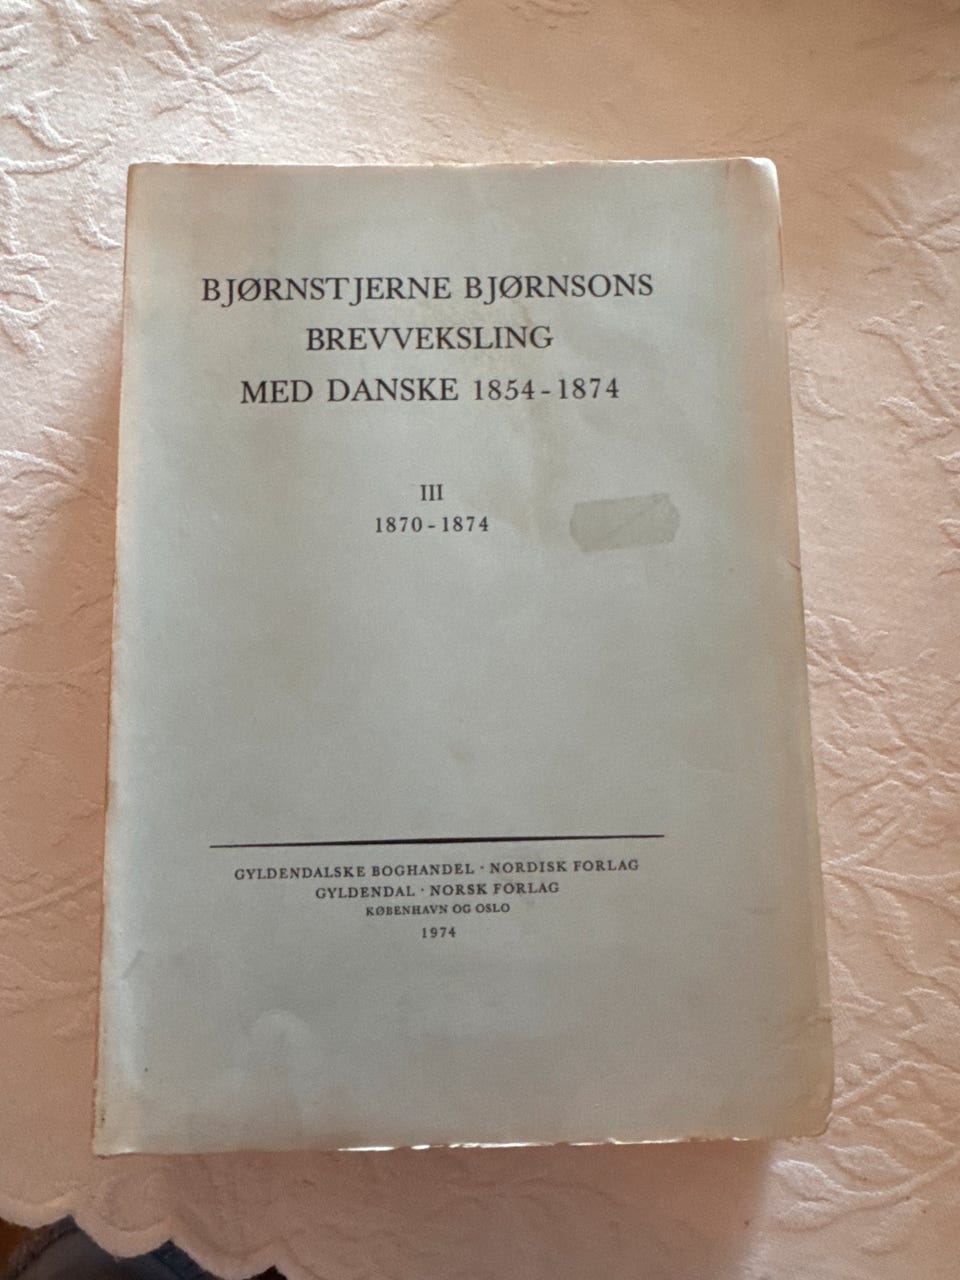 BJØRNSTJERNE BJØRNSONS
BREVVEKSLING
MED DANSKE 1854-1874
III
1870-1874
GYLDENDALSKE BOGHANDEL · NORDISK FORLAG
GYLDENDAL · NORSK FORLAG
KØBENHAVN OG OSLO
1974